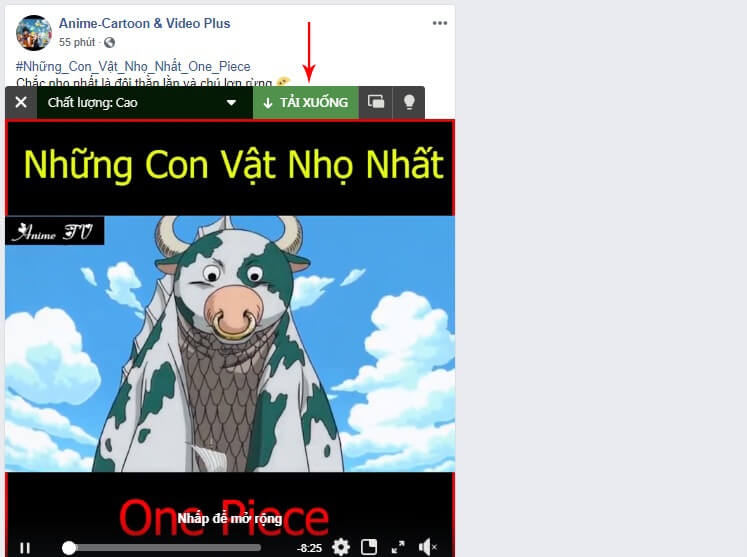 Anime-Cartoon & Video Plus
55 phút ·
#Những_Con_Vật_Nhọ_Nhất_One_Piece
Chắc nhọ nhất là đôi thằn lằn và chú lợn rừng
Chất lượng: Cao
TẢI XUỐNG
Những Con Vật Nhọ Nhất
Anime TV
One Piece
Nhấp để mở rộng
-8:25